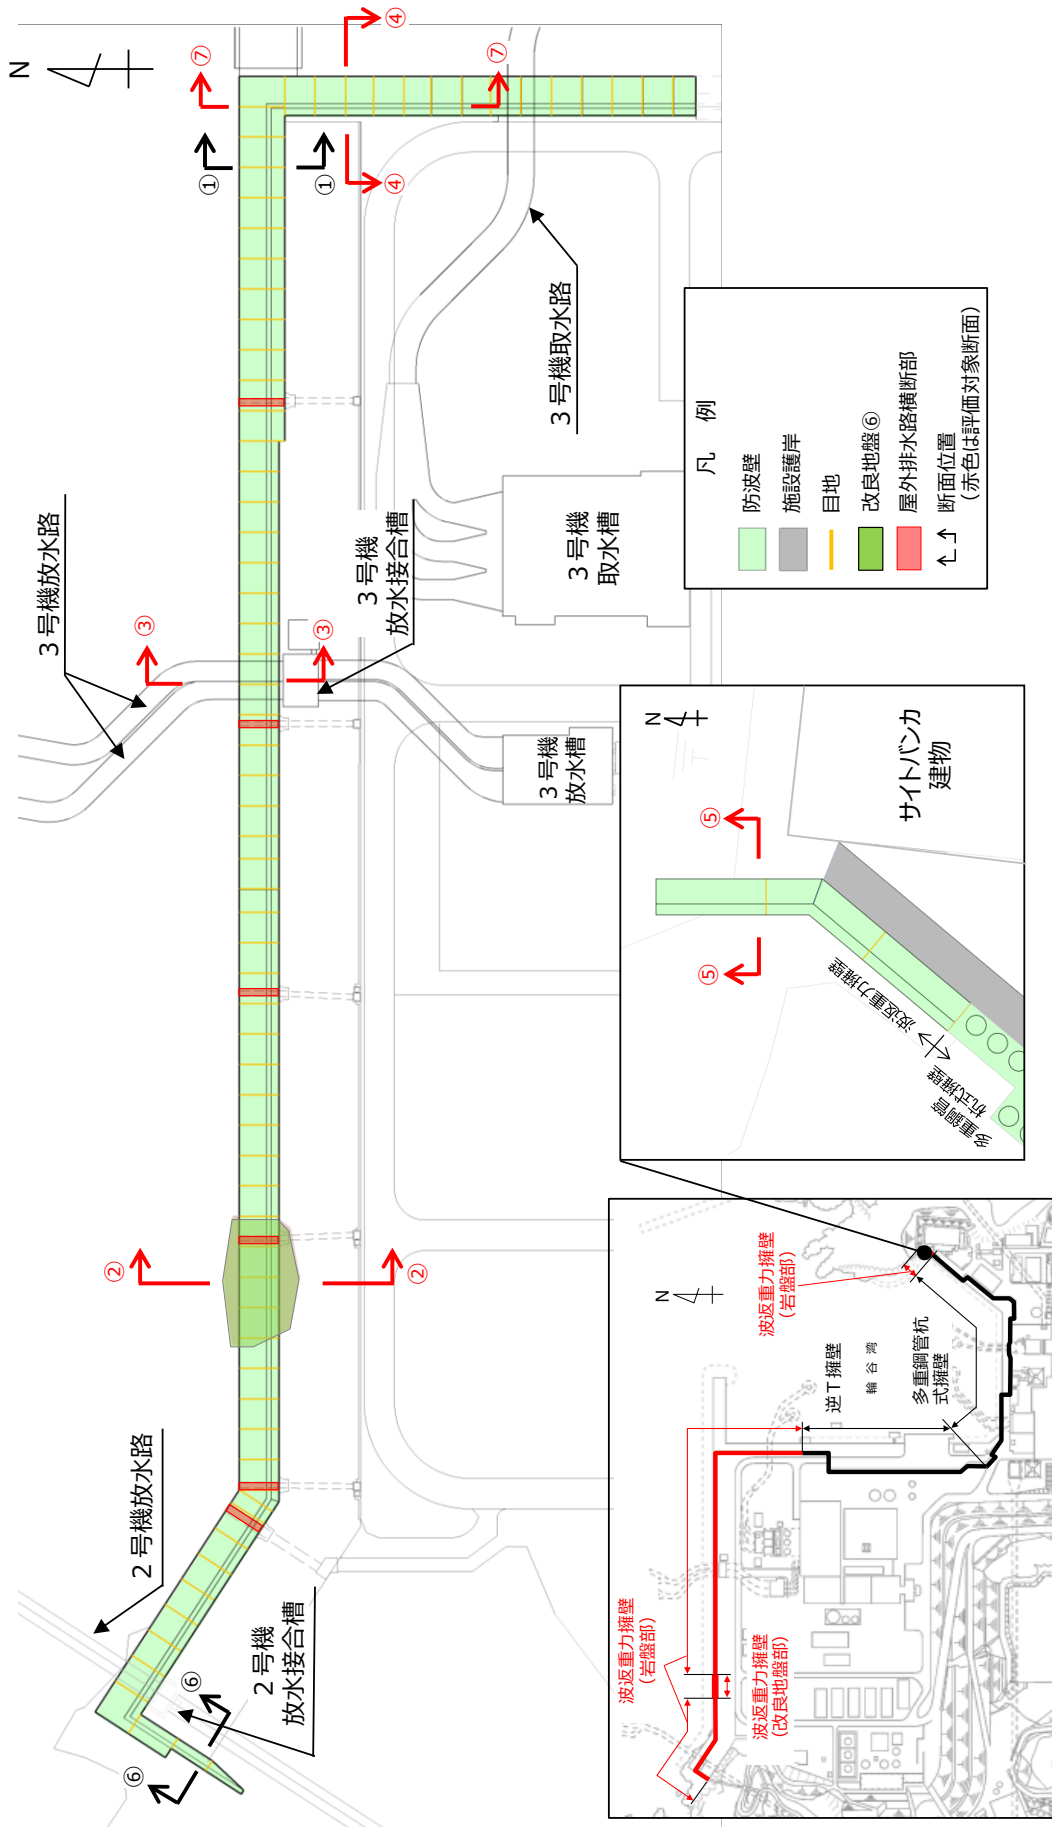 N
⑦
⑦
①
①
④
④
3号機取水路
3号機放水路
③
③
3号機
放水接合槽
3号機
取水槽
3号機
放水槽
②
②
2号機放水路
2号機
放水接合槽
⑥
⑥
凡　例
防波壁
施設護岸
目地
改良地盤⑥
屋外排水路横断部
断面位置
(赤色は評価対象断面)
N
サイトバンカ
建物
⑤
⑤
波返重力擁壁
多重鋼管
杭式擁壁
N
波返重力擁壁
(岩盤部)
逆T擁壁
輪谷湾
多重鋼管杭
式擁壁
波返重力擁壁
(岩盤部)
波返重力擁壁
(改良地盤部)